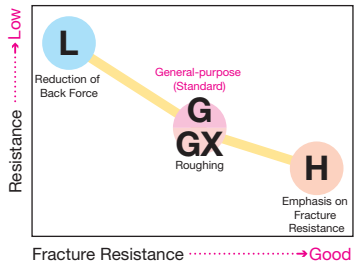 Resistance → Low
L
Reduction of
Back Force
General-purpose
(Standard)
G
GX
Roughing
H
Emphasis on
Fracture
Resistance
Fracture Resistance → Good